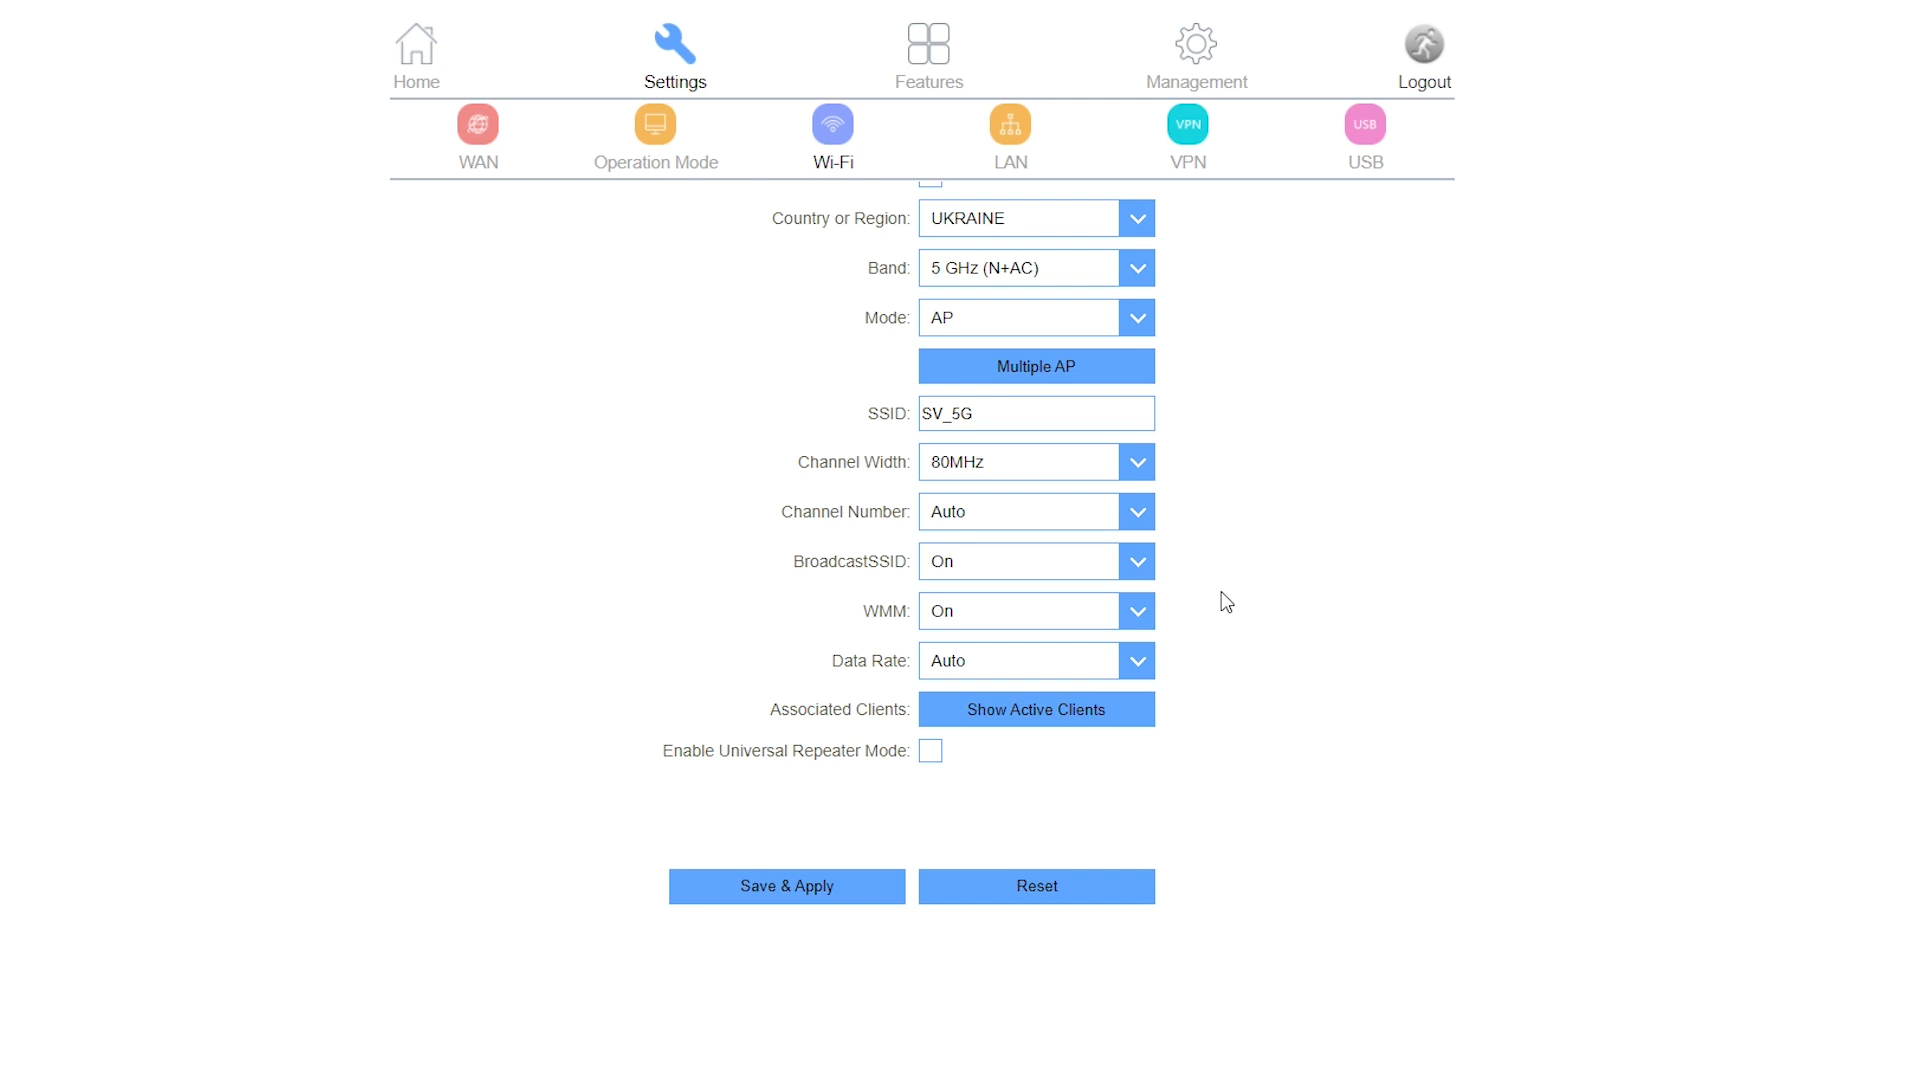 Home
Settings
Features
Management
Logout
WAN
Operation Mode
Wi-Fi
LAN
VPN
VPN
USB
USB
Country or Region: UKRAINE
Band: 5 GHz (N+AC)
Mode: AP
Multiple AP
SSID: SV_5G
Channel Width: 80MHz
Channel Number: Auto
BroadcastSSID: On
WMM: On
Data Rate: Auto
Associated Clients: Show Active Clients
Enable Universal Repeater Mode:
Save & Apply
Reset